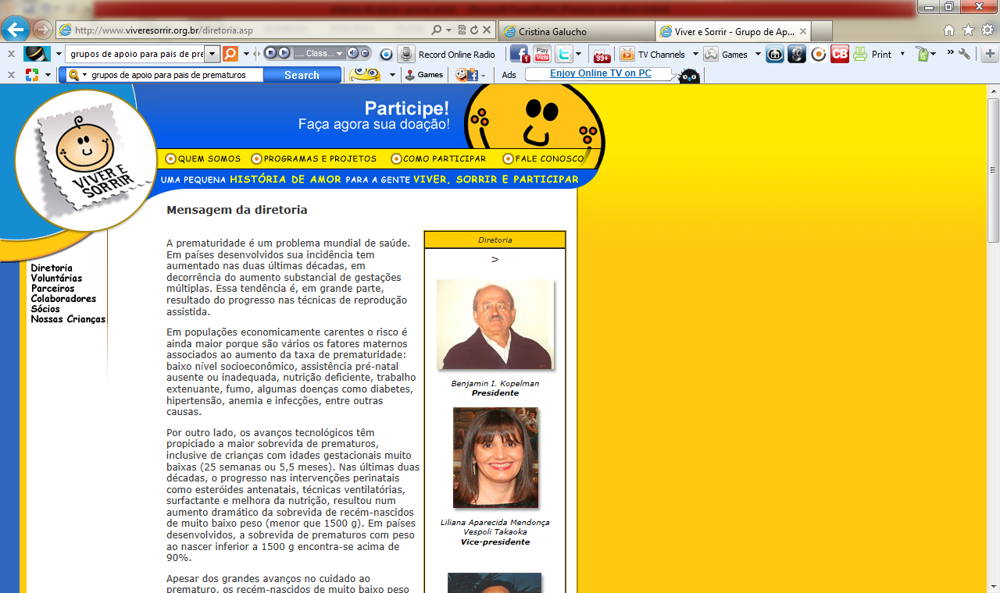 http://www.viveresorrir.org.br/diretoria.asp
Cristina Galucho
Viver e Sorrir - Grupo de Ap...
grupos de apoio para pais de pre
...... Class...
Record Online Radio
1
Play Vids
99+
TV Channels
Games
CB
Print
grupos de apoio para pais de prematuros
Search
Games
Ads
Enjoy Online TV on PC
Participe!
Faça agora sua doação!
VIVER E
SORRIR
QUEM SOMOS
PROGRAMAS E PROJETOS
COMO PARTICIPAR
FALE CONOSCO
UMA PEQUENA HISTÓRIA DE AMOR PARA A GENTE VIVER, SORRIR E PARTICIPAR
Diretoria
Voluntárias
Parceiros
Colaboradores
Sócios
Nossas Crianças
Mensagem da diretoria
A prematuridade é um problema mundial de saúde.
Em países desenvolvidos sua incidência tem
aumentado nas duas últimas décadas, em
decorrência do aumento substancial de gestações
múltiplas. Essa tendência é, em grande parte,
resultado do progresso nas técnicas de reprodução
assistida.
Em populações economicamente carentes o risco é
ainda maior porque são vários os fatores maternos
associados ao aumento da taxa de prematuridade:
baixo nível socioeconômico, assistência pré-natal
ausente ou inadequada, nutrição deficiente, trabalho
extenuante, fumo, algumas doenças como diabetes,
hipertensão, anemia e infecções, entre outras
causas.
Por outro lado, os avanços tecnológicos têm
propiciado a maior sobrevida de prematuros,
inclusive de crianças com idades gestacionais muito
baixas (25 semanas ou 5,5 meses). Nas últimas duas
décadas, o progresso nas intervenções perinatais
como esteróides antenatais, técnicas ventilatórias,
surfactante e melhora da nutrição, resultou num
aumento dramático da sobrevida de recém-nascidos
de muito baixo peso (menor que 1500 g). Em países
desenvolvidos, a sobrevida de prematuros com peso
ao nascer inferior a 1500 g encontra-se acima de
90%.
Apesar dos grandes avanços no cuidado ao
prematuro, os recém-nascidos de muito baixo peso
Diretoria
>
Benjamin I. Kopelman
Presidente
Liliana Aparecida Mendonça
Vespoli Takaoka
Vice-presidente